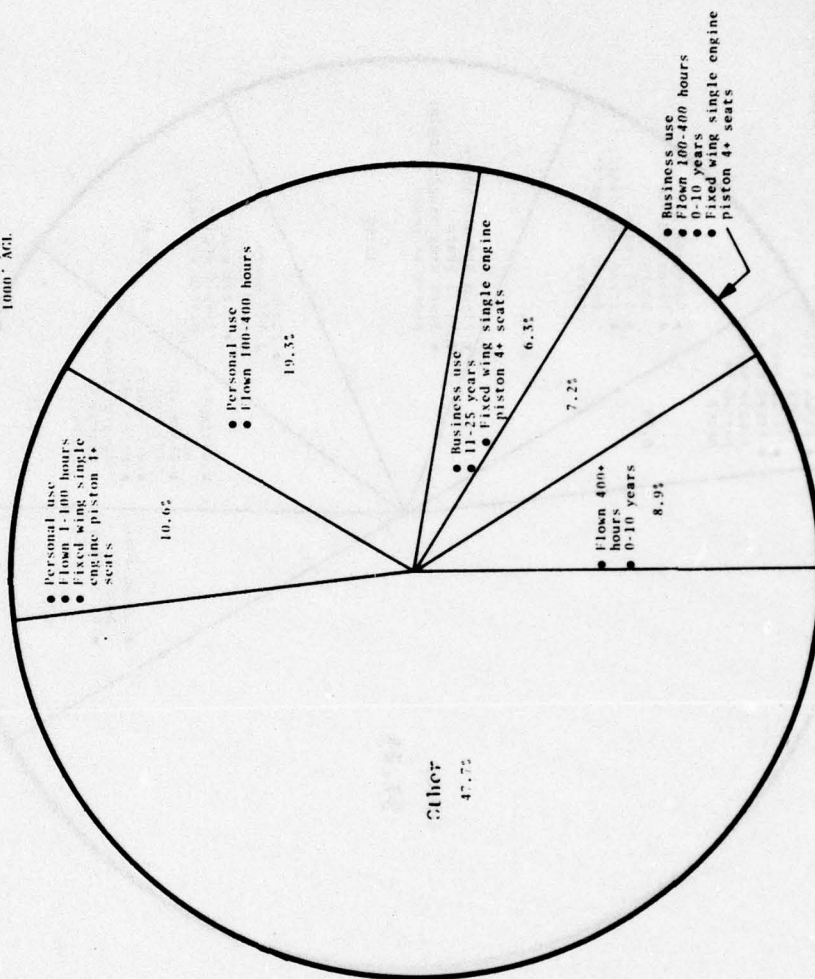 1000' AGL
● Personal use
● Flown 1-100 hours
● Fixed wing single
engine piston 4+
seats
10.6%
● Personal use
● Flown 100-400 hours
19.3%
● Business use
● 11-25 years
● Fixed wing single engine
piston 4+ seats
6.3%
7.2%
● Business use
● Flown 100-400 hours
● 0-10 years
● Fixed wing single engine
piston 4+ seats
● Flown 400+
hours
● 0-10 years
8.9%
Other
47.7%